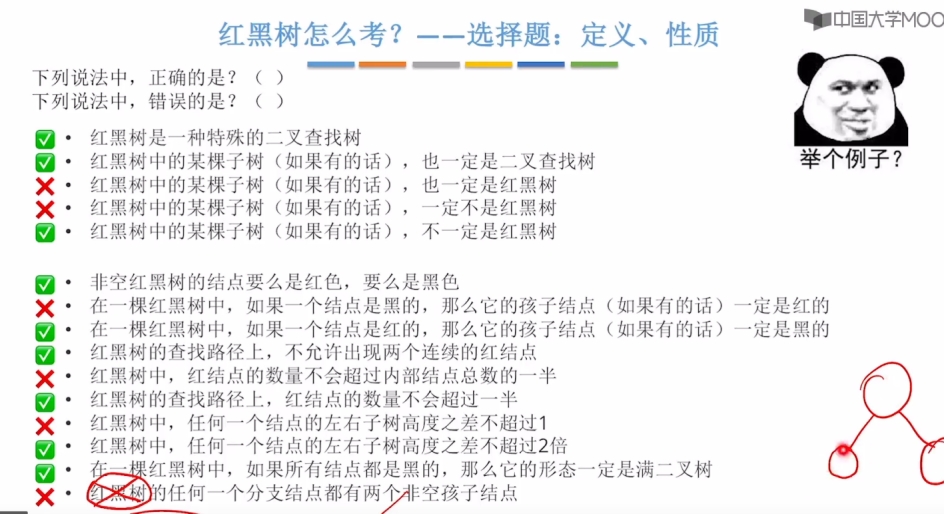 中国大学MOO
红黑树怎么考？——选择题：定义、性质
下列说法中，正确的是？（ ）
下列说法中，错误的是？（ ）
举个例子？
✅ • 红黑树是一种特殊的二叉查找树
✅ • 红黑树中的某棵子树（如果有的话），也一定是二叉查找树
❌ • 红黑树中的某棵子树（如果有的话），也一定是红黑树
❌ • 红黑树中的某棵子树（如果有的话），一定不是红黑树
✅ • 红黑树中的某棵子树（如果有的话），不一定是红黑树
✅ • 非空红黑树的结点要么是红色，要么是黑色
❌ • 在一棵红黑树中，如果一个结点是黑的，那么它的孩子结点（如果有的话）一定是红的
✅ • 在一棵红黑树中，如果一个结点是红的，那么它的孩子结点（如果有的话）一定是黑的
✅ • 红黑树的查找路径上，不允许出现两个连续的红结点
❌ • 红黑树中，红结点的数量不会超过内部结点总数的一半
✅ • 红黑树的查找路径上，红结点的数量不会超过一半
❌ • 红黑树中，任何一个结点的左右子树高度之差不超过1
✅ • 红黑树中，任何一个结点的左右子树高度之差不超过2倍
✅ • 在一棵红黑树中，如果所有结点都是黑的，那么它的形态一定是满二叉树
❌ • 红黑树的任何一个分支结点都有两个非空孩子结点